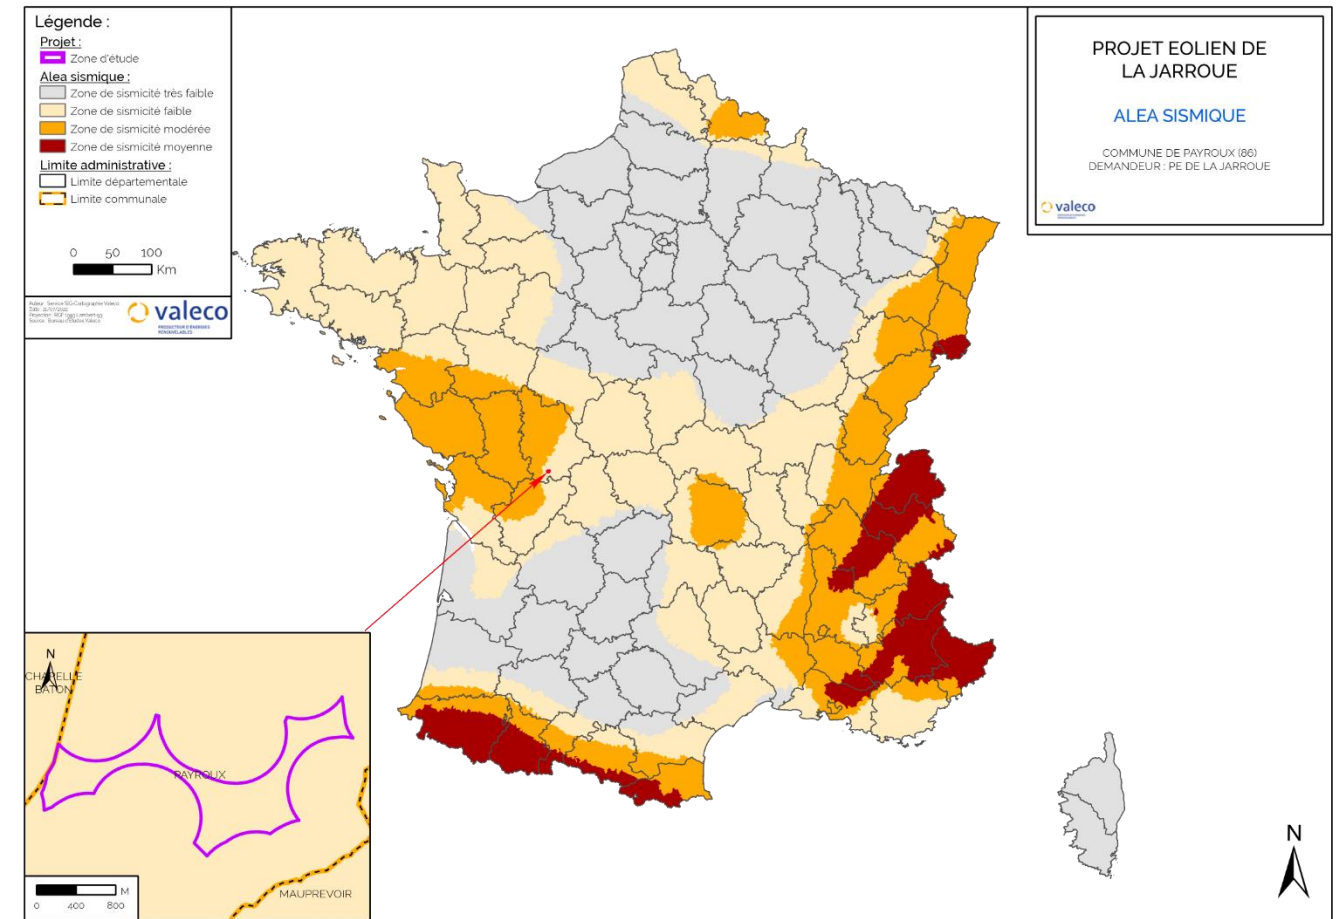 Légende :
Projet :
Zone d'étude
Alea sismique :
Zone de sismicité très faible
Zone de sismicité faible
Zone de sismicité modérée
Zone de sismicité moyenne
Limite administrative :
Limite départementale
Limite communale
0 50 100
Km
valeco
PRODUCTEUR D'ÉNERGIES
RENOUVELABLES
PROJET EOLIEN DE
LA JARROUE
ALEA SISMIQUE
COMMUNE DE PAYROUX (86)
DEMANDEUR : PE DE LA JARROUE
valeco
N
CHAPELLE
BATON
PAYROUX
MAUPREVOIR
M
0 400 800
N